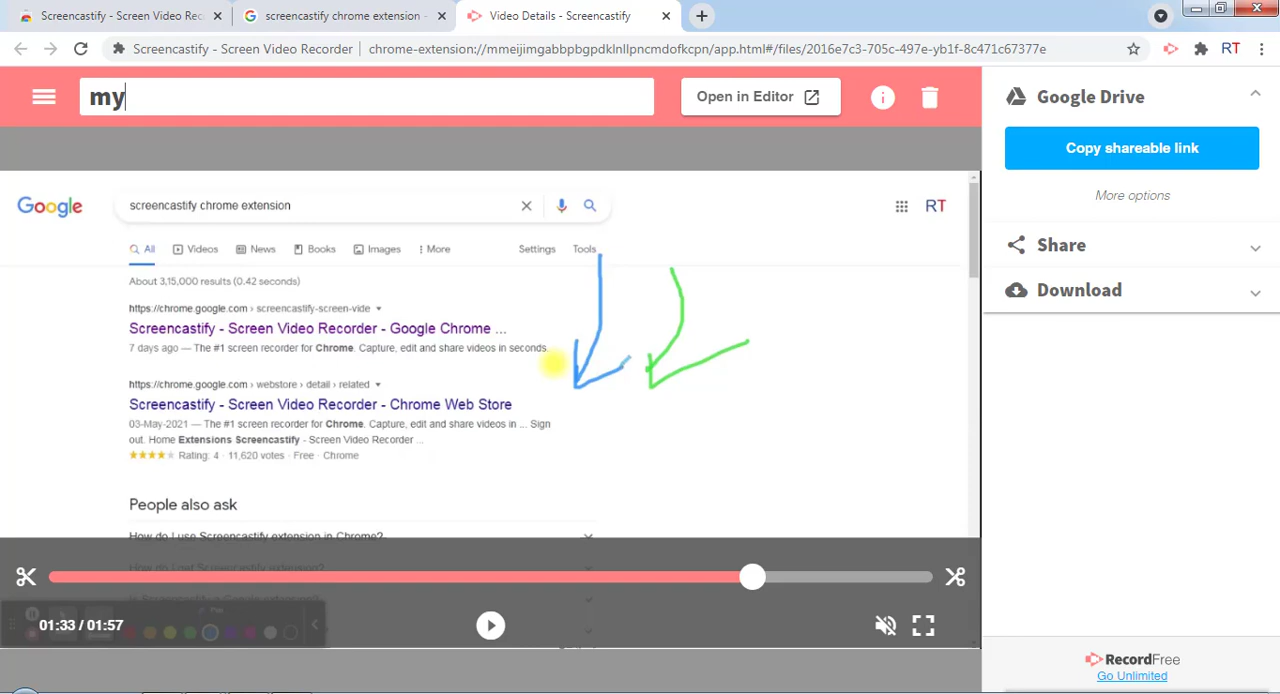 Screencastify - Screen Video Rec
screencastify chrome extension -
Video Details - Screencastify
Screencastify - Screen Video Recorder
chrome-extension://mmeijimgabbpbgpdklnllpncmdofkcpn/app.html#/files/2016e7c3-705c-497e-yb1f-8c471c67377e
RT
my
Open in Editor
Google Drive
Copy shareable link
More options
Share
Download
Google
screencastify chrome extension
RT
All Videos News Books Images More Settings Tools
About 3,15,000 results (0.42 seconds)
https://chrome.google.com › screencastify-screen-vide
Screencastify - Screen Video Recorder - Google Chrome ...
7 days ago — The #1 screen recorder for Chrome. Capture, edit and share videos in seconds.
https://chrome.google.com › webstore › detail › related
Screencastify - Screen Video Recorder - Chrome Web Store
03-May-2021 — The #1 screen recorder for Chrome. Capture, edit and share videos in ... Sign
out. Home Extensions Screencastify - Screen Video Recorder ...
Rating: 4 · 11,620 votes · Free · Chrome
People also ask
How do I use Screencastify extension in Chrome?
How do I get Screencastify extension?
01:33 / 01:57
RecordFree
Go Unlimited